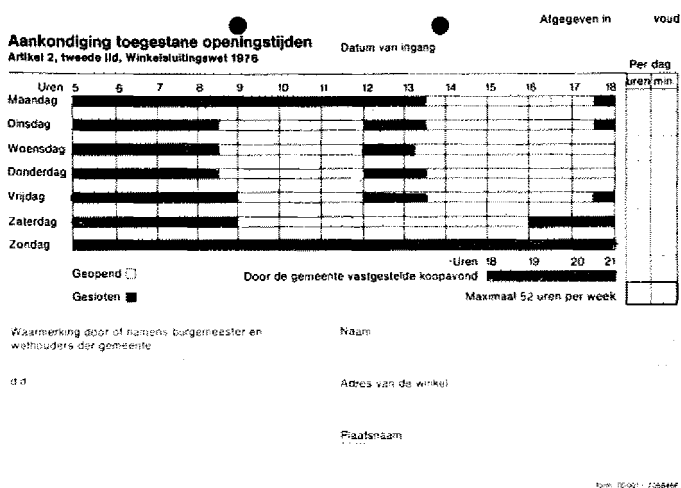 Afgegeven in voud
Aankondiging toegestane openingstijden
Artikel 2, tweede lid, Winkelsluitingswet 1976
Datum van ingang
Per dag
Uren 5 6 7 8 9 10 11 12 13 14 15 16 17 18 uren min
Maandag
Dinsdag
Woensdag
Donderdag
Vrijdag
Zaterdag
Zondag
Uren 18 19 20 21
Geopend
Door de gemeente vastgestelde koopavond
Gesloten
Maximaal 52 uren per week
Waarmerking door of namens burgemeester en
wethouders der gemeente
Naam
d.d.
Adres van de winkel
Plaatsnaam